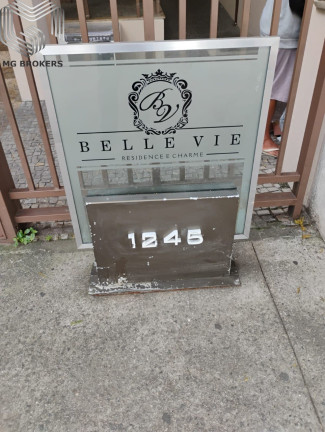 MG BROKERS
BV
BELLE VIE
RESIDENCE E CHARME
1245